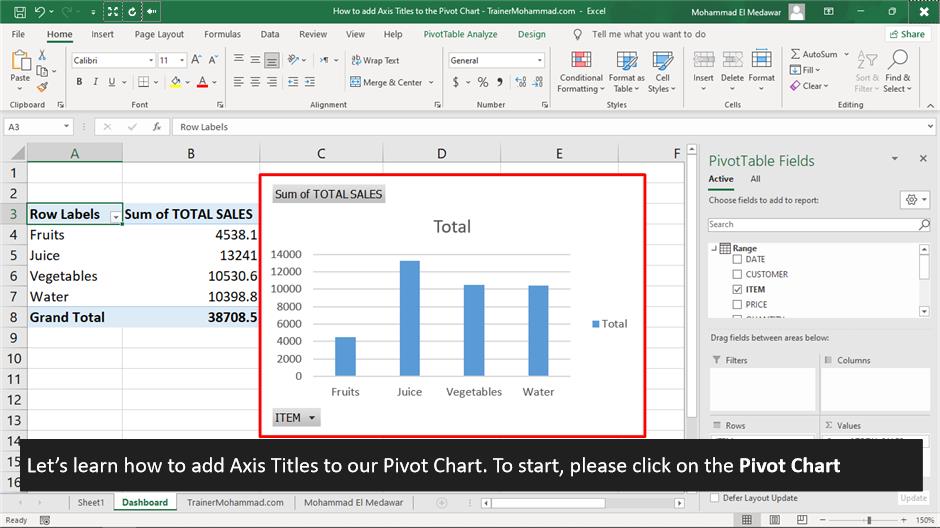 How to add Axis Titles to the Pivot Chart - TrainerMohammad.com - Excel
Mohammad El Medawar
File Home Insert Page Layout Formulas Data Review View Help PivotTable Analyze Design Tell me what you want to do Share
Paste
Clipboard
Calibri 11 A A
B I U A
Font
Wrap Text
Merge & Center
Alignment
General
$ % ,
Number
Conditional Formatting
Format as Table
Cell Styles
Styles
Insert Delete Format
Cells
AutoSum
Fill
Clear
Sort & Filter
Find & Select
Editing
A3 fx Row Labels
A B C D E F
1
2
3 Row Labels Sum of TOTAL SALES
4 Fruits 4538.1
5 Juice 13241
6 Vegetables 10530.6
7 Water 10398.8
8 Grand Total 38708.5
9
10
11
12
13
14
15
16
Sum of TOTAL SALES
Total
14000
12000
10000
8000
6000
4000
2000
0
Fruits Juice Vegetables Water
Total
ITEM
PivotTable Fields
Active All
Choose fields to add to report:
Search
Range
DATE
CUSTOMER
ITEM
PRICE
Drag fields between areas below:
Filters Columns
Rows Σ Values
Let’s learn how to add Axis Titles to our Pivot Chart. To start, please click on the Pivot Chart
Defer Layout Update Update
Sheet1 Dashboard TrainerMohammad.com Mohammad El Medawar
Ready 150%